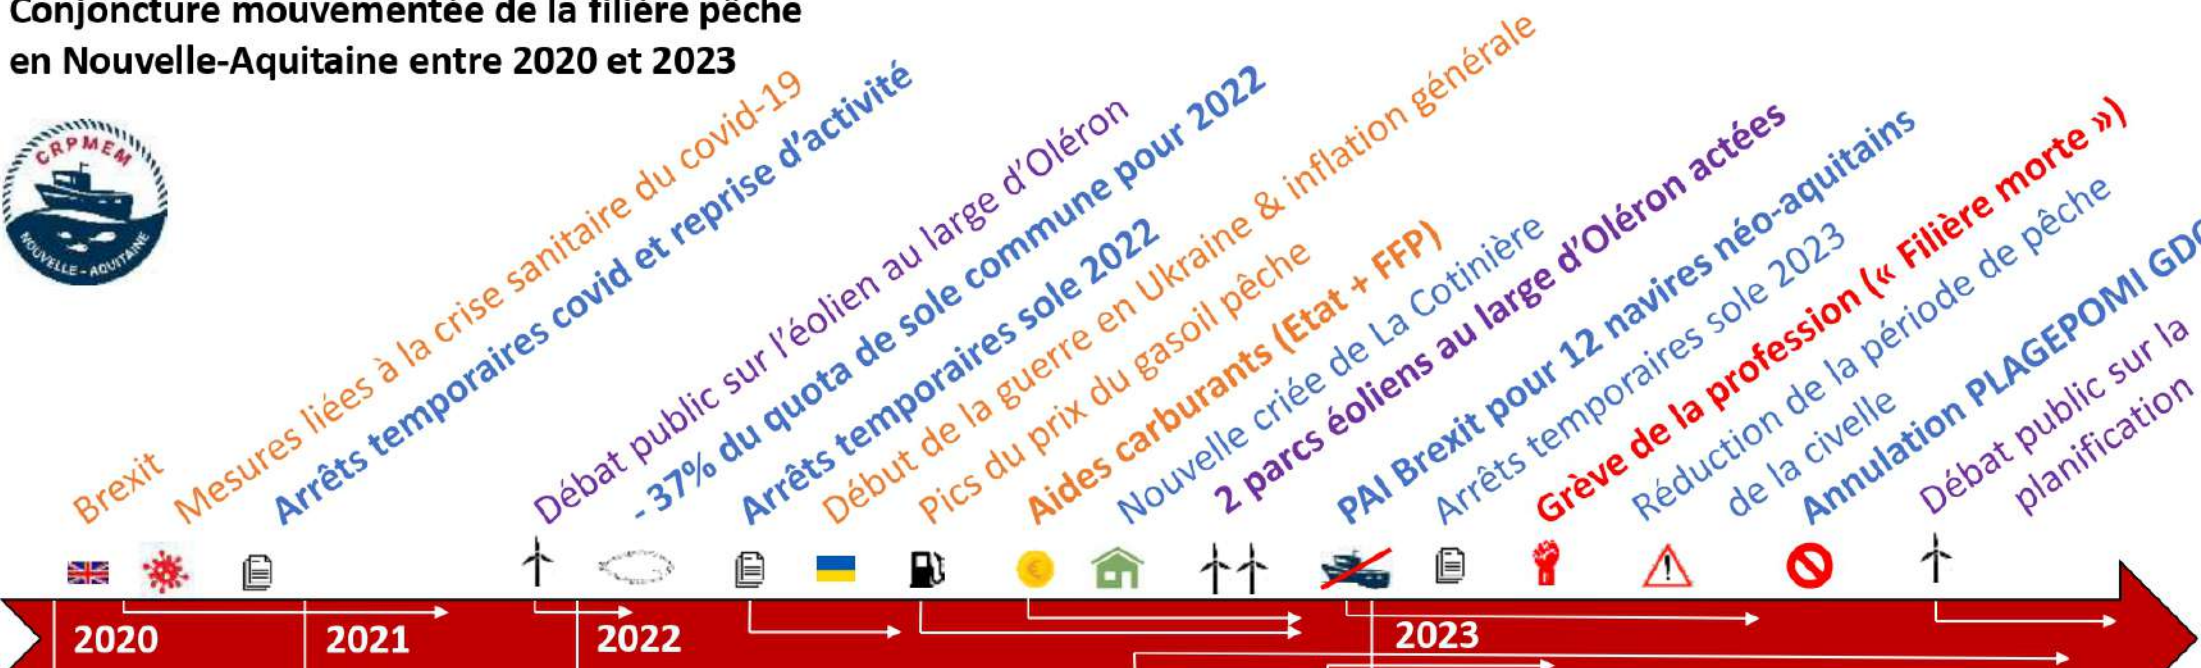 Conjoncture mouvementée de la filière pêche
en Nouvelle-Aquitaine entre 2020 et 2023
CRPMEM
NOUVELLE-AQUITAINE
Brexit
Mesures liées à la crise sanitaire du covid-19
Arrêts temporaires covid et reprise d'activité
Débat public sur l'éolien au large d'Oléron
- 37% du quota de sole commune pour 2022
Arrêts temporaires sole 2022
Début de la guerre en Ukraine & inflation générale
Pics du prix du gasoil pêche
Aides carburants (Etat + FFP)
Nouvelle criée de La Cotinière
2 parcs éoliens au large d'Oléron actées
PAI Brexit pour 12 navires néo-aquitains
Arrêts temporaires sole 2023
Grève de la profession (« Filière morte »)
Réduction de la période de pêche
de la civelle
Annulation PLAGEPOMI
Débat public sur la
planification
2020
2021
2022
2023